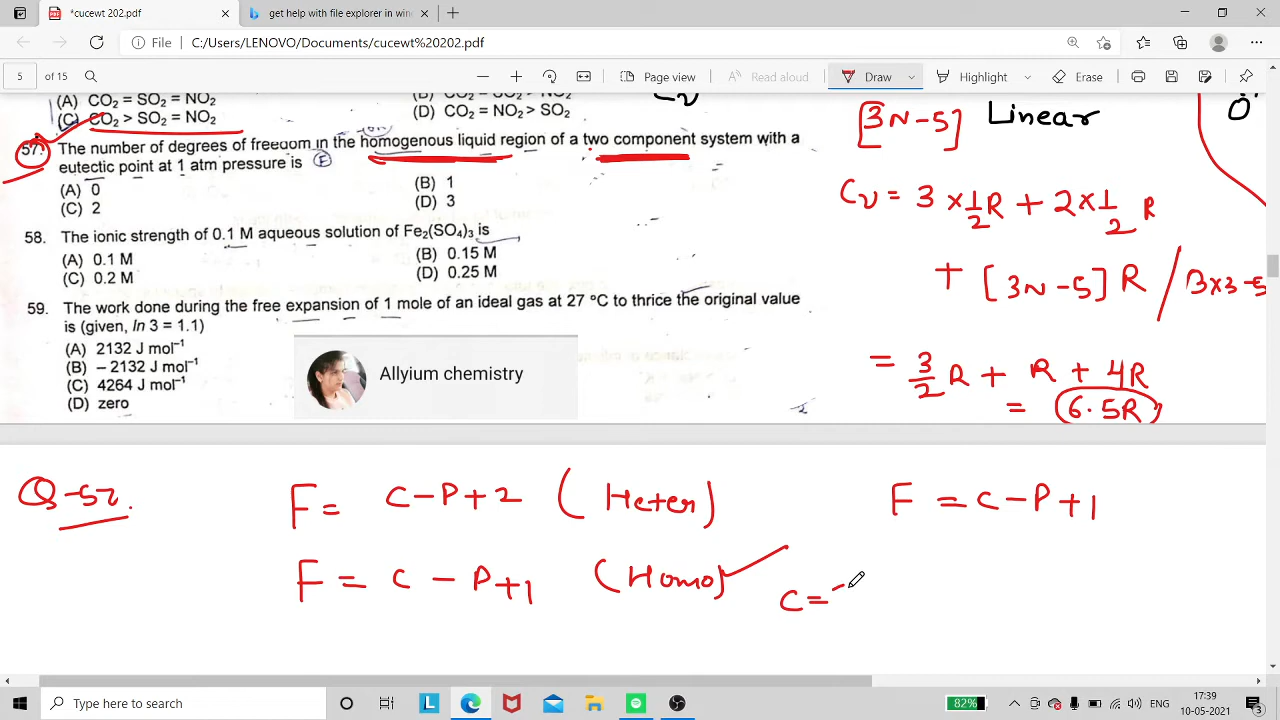 *cucewt 202.pdf
get help with file explorer in win
File
C:/Users/LENOVO/Documents/cucewt%20202.pdf
5 of 15
Page view
Read aloud
Draw
Highlight
Erase
(A) CO2 = SO2 = NO2
(C) CO2 > SO2 = NO2
(D) CO2 = NO2 > SO2
57. The number of degrees of freedom in the homogenous liquid region of a two component system with a
eutectic point at 1 atm pressure is (F)
(A) 0
(B) 1
(C) 2
(D) 3
58. The ionic strength of 0.1 M aqueous solution of Fe2(SO4)3 is
(A) 0.1 M
(B) 0.15 M
(C) 0.2 M
(D) 0.25 M
59. The work done during the free expansion of 1 mole of an ideal gas at 27 °C to thrice the original value
is (given, ln 3 = 1.1)
(A) 2132 J mol⁻¹
(B) – 2132 J mol⁻¹
(C) 4264 J mol⁻¹
(D) zero
Allyium chemistry
[3N-5] Linear
Cv = 3 × 1/2 R + 2 × 1/2 R
+ [3N-5] R / 3×3-5
= 3/2 R + R + 4R
= 6.5R
Q-57.
F = C-P+2 (Heter)
F = C-P+1
F = C - P+1 (Homo)
C =
Type here to search
82%
ENG
17:39
10-05-2021
3